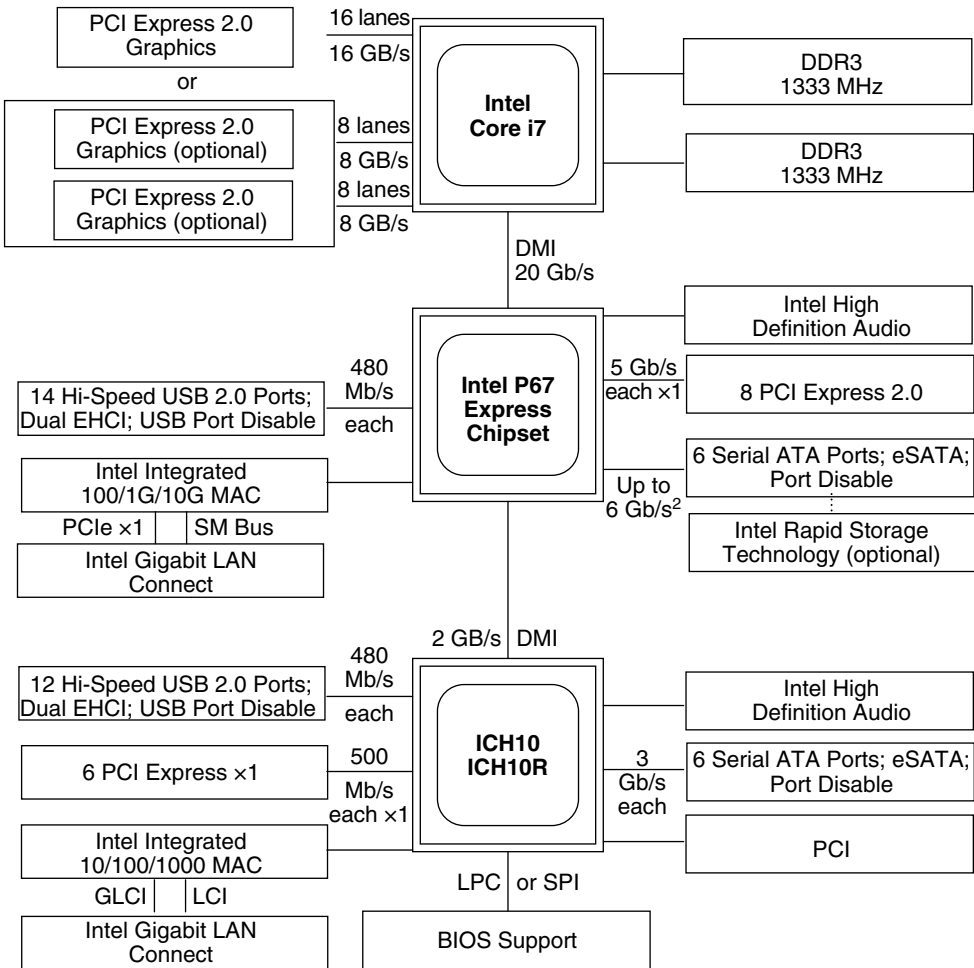 PCI Express 2.0
Graphics
16 lanes
16 GB/s
or
PCI Express 2.0
Graphics (optional)
8 lanes
8 GB/s
PCI Express 2.0
Graphics (optional)
8 lanes
8 GB/s
Intel
Core i7
DDR3
1333 MHz
DDR3
1333 MHz
DMI
20 Gb/s
Intel High
Definition Audio
14 Hi-Speed USB 2.0 Ports;
Dual EHCI; USB Port Disable
480
Mb/s
each
Intel P67
Express
Chipset
5 Gb/s
each ×1
8 PCI Express 2.0
Intel Integrated
100/1G/10G MAC
PCIe ×1
SM Bus
Intel Gigabit LAN
Connect
Up to
6 Gb/s²
6 Serial ATA Ports; eSATA;
Port Disable
Intel Rapid Storage
Technology (optional)
2 GB/s
DMI
12 Hi-Speed USB 2.0 Ports;
Dual EHCI; USB Port Disable
480
Mb/s
each
Intel High
Definition Audio
6 PCI Express ×1
500
Mb/s
each ×1
ICH10
ICH10R
3
Gb/s
each
6 Serial ATA Ports; eSATA;
Port Disable
Intel Integrated
10/100/1000 MAC
PCI
GLCI
LCI
Intel Gigabit LAN
Connect
LPC
or SPI
BIOS Support